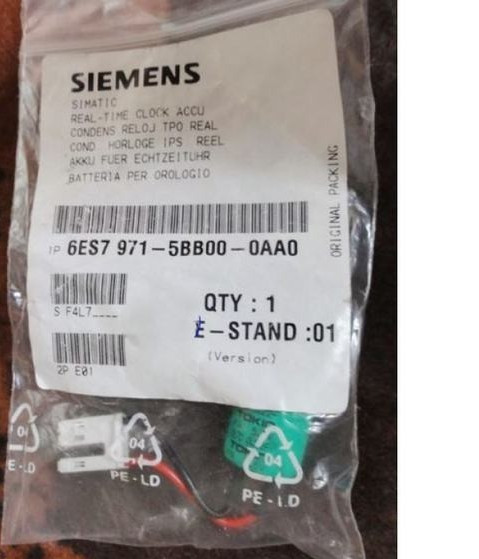 SIEMENS
SIMATIC
REAL-TIME CLOCK ACCU
CONDENS RELOJ TPO REAL
COND. HORLOGE IPS REEL
AKKU FUER ECHTZEITUHR
BATTERIA PER OROLOGIO
ORIGINAL PACKING
1P 6ES7 971-5BB00-0AA0
S F4L7____
QTY : 1
E-STAND :01
(Version)
2P E01
04
PE-LD
04
PE-LD
04
PE-LD